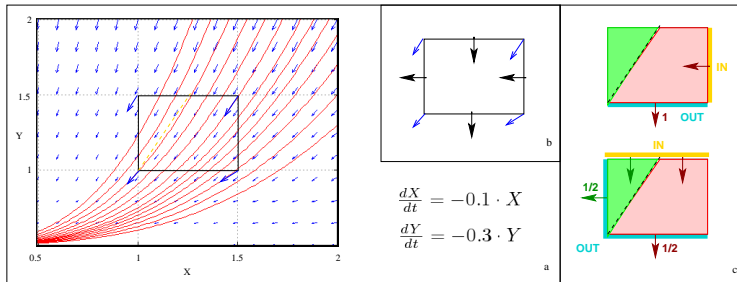 2
1.5
Y
1
0.5
1
1.5
2
X
b
dX/dt = −0.1 · X
dY/dt = −0.3 · Y
a
IN
1
OUT
IN
1/2
OUT
1/2
c